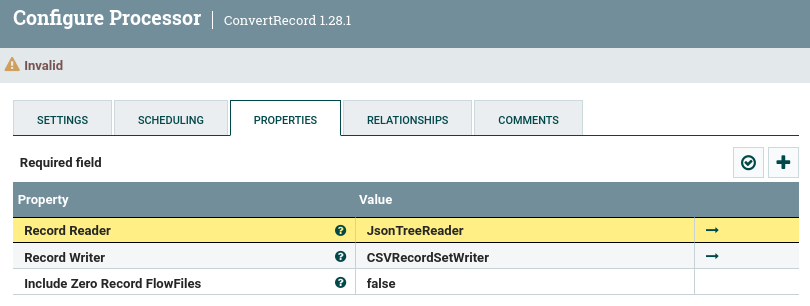 Configure Processor | ConvertRecord 1.28.1
Invalid
SETTINGS SCHEDULING PROPERTIES RELATIONSHIPS COMMENTS
Required field
Property Value
Record Reader JsonTreeReader
Record Writer CSVRecordSetWriter
Include Zero Record FlowFiles false